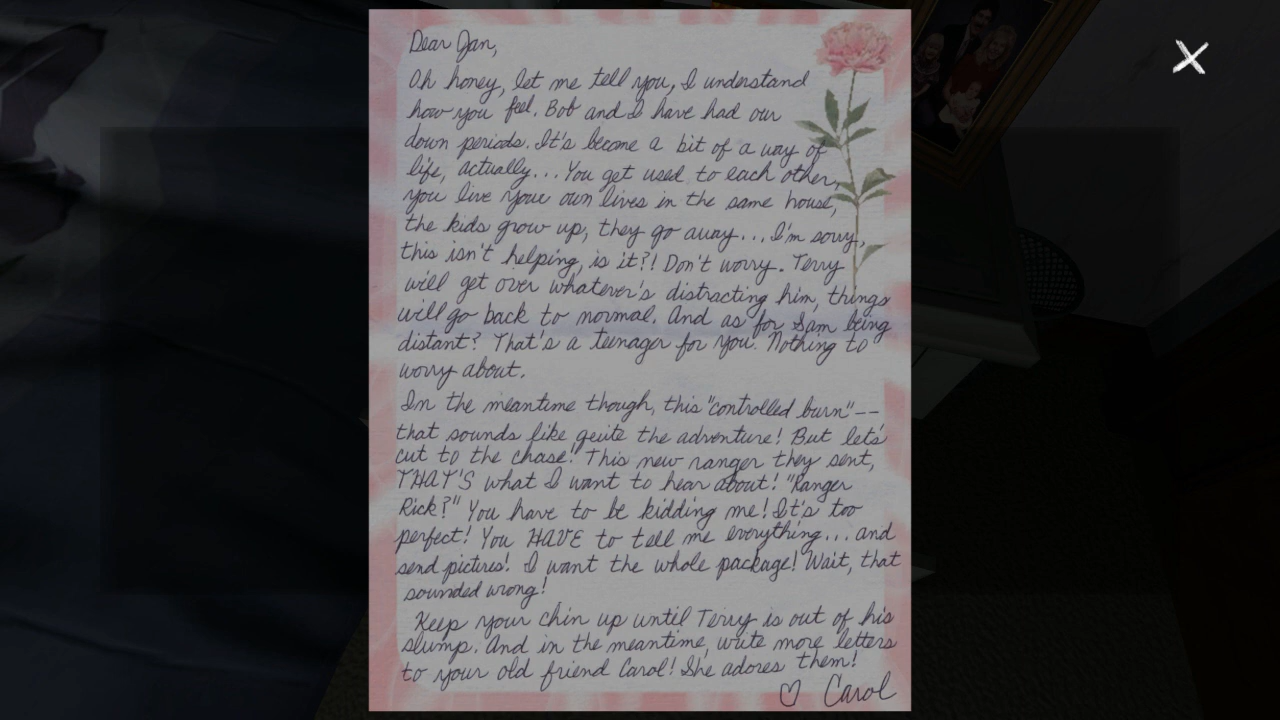 Dear Jan,
Oh honey, let me tell you, I understand
how you feel. Bob and I have had our
down periods. It's become a bit of a way of
life, actually... You get used to each other,
you live your own lives in the same house,
the kids grow up, they go away... I'm sorry,
this isn't helping, is it?! Don't worry. Terry
will get over whatever's distracting him, things
will go back to normal. And as for Sam being
distant? That's a teenager for you. Nothing to
worry about.
In the meantime though, this "controlled burn"--
that sounds like quite the adventure! But let's
cut to the chase! This new ranger they sent,
THAT'S what I want to hear about! "Ranger
Rick?" You have to be kidding me! It's too
perfect! You HAVE to tell me everything... and
send pictures! I want the whole package! Wait, that
sounded wrong!
Keep your chin up until Terry is out of his
slump. And in the meantime, write more letters
to your old friend Carol! She adores them!
♡ Carol